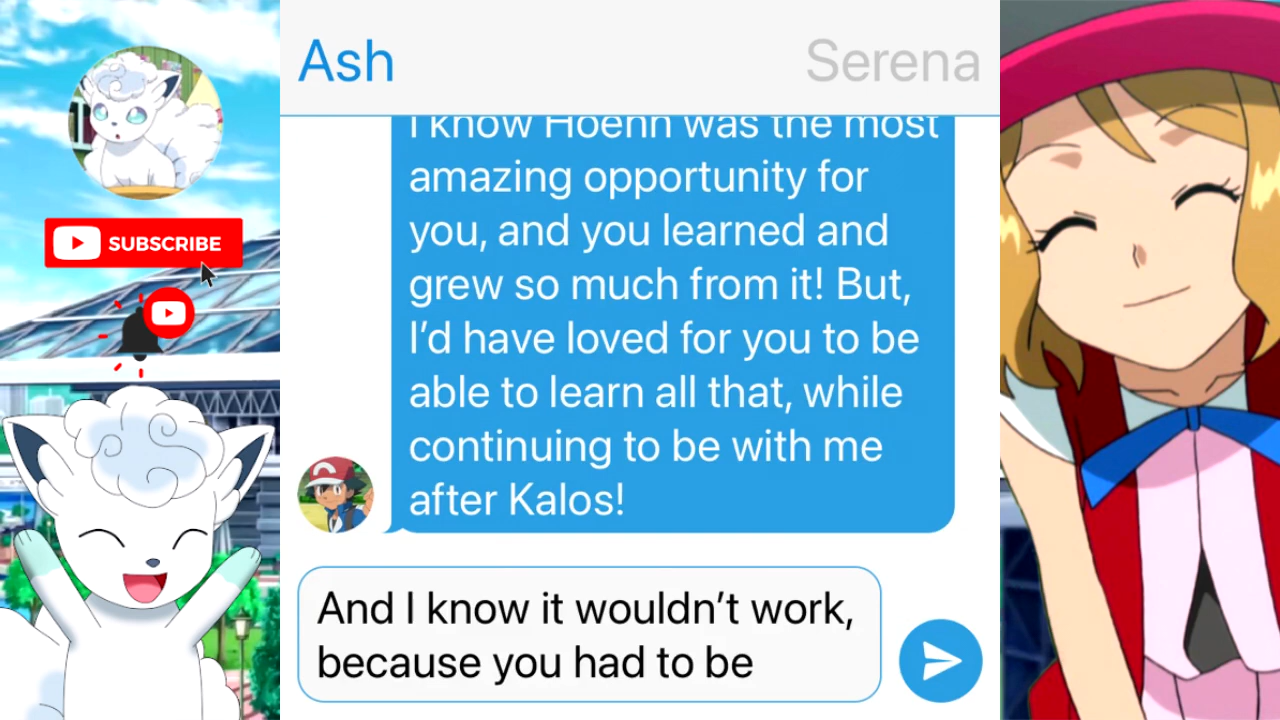 Ash
Serena
I know Hoenn was the most
amazing opportunity for
you, and you learned and
grew so much from it! But,
I’d have loved for you to be
able to learn all that, while
continuing to be with me
after Kalos!
SUBSCRIBE
And I know it wouldn’t work,
because you had to be